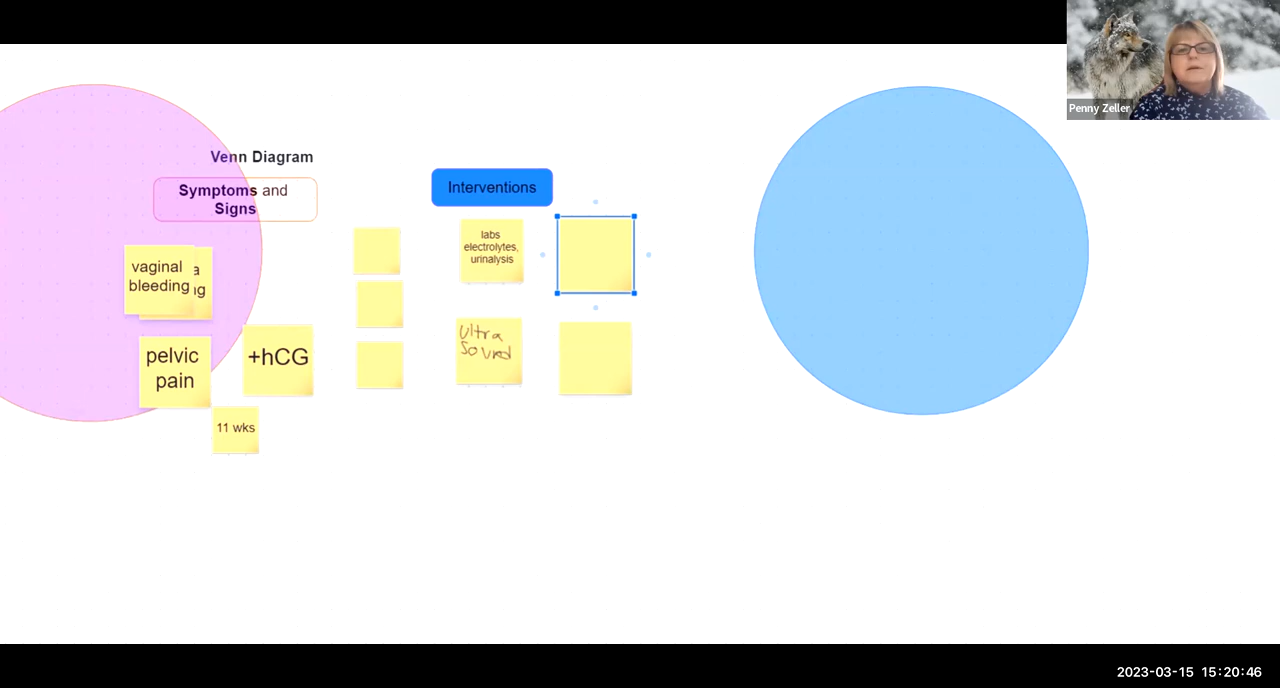 Penny Zeller
Venn Diagram
Symptoms and
Signs
Interventions
vaginal
bleeding
a
ng
labs
electrolytes,
urinalysis
Ultra
Sound
pelvic
pain
+hCG
11 wks
2023-03-15 15:20:46